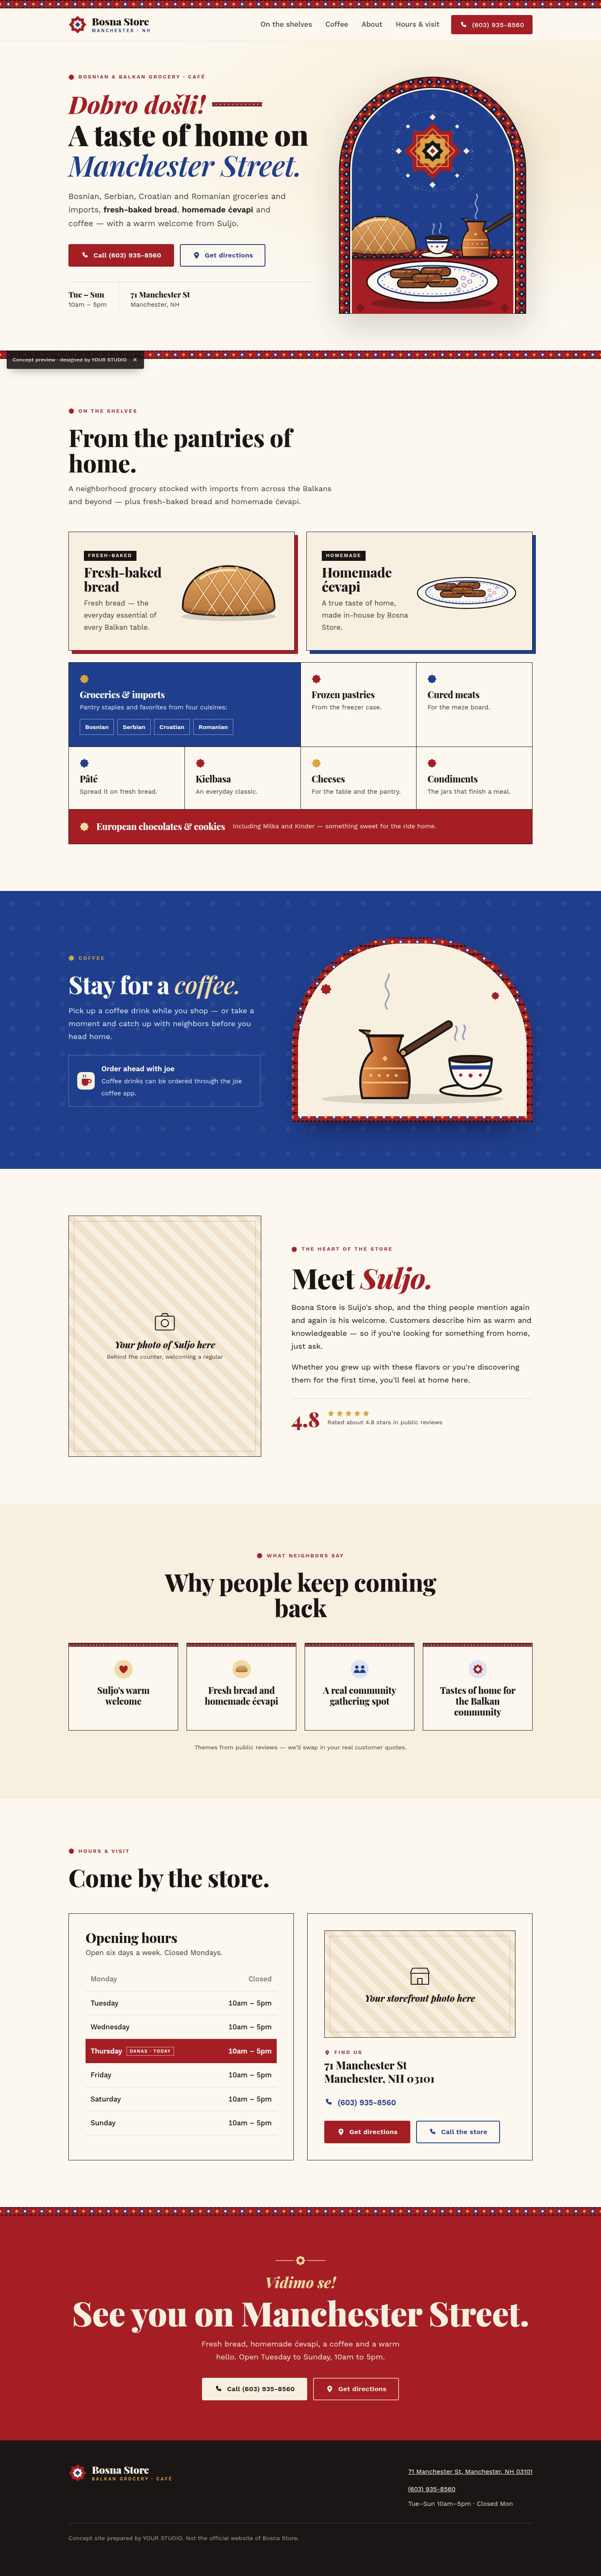 Bosna Store
MANCHESTER · NH
On the shelves
Coffee
About
Hours & visit
(603) 935-8560
BOSNIAN & BALKAN GROCERY · CAFÉ
Dobro došli!
A taste of home on
Manchester Street.
Bosnian, Serbian, Croatian and Romanian groceries and
imports, fresh-baked bread, homemade ćevapi and
coffee — with a warm welcome from Suljo.
Call (603) 935-8560
Get directions
Tue – Sun
10am – 5pm
71 Manchester St
Manchester, NH
Concept preview · designed by YOUR STUDIO ×
ON THE SHELVES
From the pantries of
home.
A neighborhood grocery stocked with imports from across the Balkans
and beyond — plus fresh-baked bread and homemade ćevapi.
FRESH-BAKED
Fresh-baked
bread
Fresh bread — the
everyday essential of
every Balkan table.
HOMEMADE
Homemade
ćevapi
A true taste of home,
made in-house by Bosna
Store.
Groceries & imports
Pantry staples and favorites from four cuisines:
Bosnian
Serbian
Croatian
Romanian
Frozen pastries
From the freezer case.
Cured meats
For the meze board.
Pâté
Spread it on fresh bread.
Kielbasa
An everyday classic.
Cheeses
For the table and the pantry.
Condiments
The jars that finish a meal.
European chocolates & cookies
Including Milka and Kinder — something sweet for the ride home.
COFFEE
Stay for a coffee.
Pick up a coffee drink while you shop — or take a
moment and catch up with neighbors before you
head home.
Order ahead with joe
Coffee drinks can be ordered through the joe
coffee app.
Your photo of Suljo here
Behind the counter, welcoming a regular
THE HEART OF THE STORE
Meet Suljo.
Bosna Store is Suljo's shop, and the thing people mention again
and again is his welcome. Customers describe him as warm and
knowledgeable — so if you're looking for something from home,
just ask.
Whether you grew up with these flavors or you're discovering
them for the first time, you'll feel at home here.
4.8
Rated about 4.8 stars in public reviews
WHAT NEIGHBORS SAY
Why people keep coming
back
Suljo's warm
welcome
Fresh bread and
homemade ćevapi
A real community
gathering spot
Tastes of home for
the Balkan
community
Themes from public reviews — we'll swap in your real customer quotes.
HOURS & VISIT
Come by the store.
Opening hours
Open six days a week. Closed Mondays.
Monday Closed
Tuesday 10am – 5pm
Wednesday 10am – 5pm
Thursday DANAS · TODAY 10am – 5pm
Friday 10am – 5pm
Saturday 10am – 5pm
Sunday 10am – 5pm
Your storefront photo here
FIND US
71 Manchester St
Manchester, NH 03101
(603) 935-8560
Get directions
Call the store
Vidimo se!
See you on Manchester Street.
Fresh bread, homemade ćevapi, a coffee and a warm
hello. Open Tuesday to Sunday, 10am to 5pm.
Call (603) 935-8560
Get directions
Bosna Store
BALKAN GROCERY · CAFÉ
71 Manchester St, Manchester, NH 03101
(603) 935-8560
Tue–Sun 10am–5pm · Closed Mon
Concept site prepared by YOUR STUDIO. Not the official website of Bosna Store.